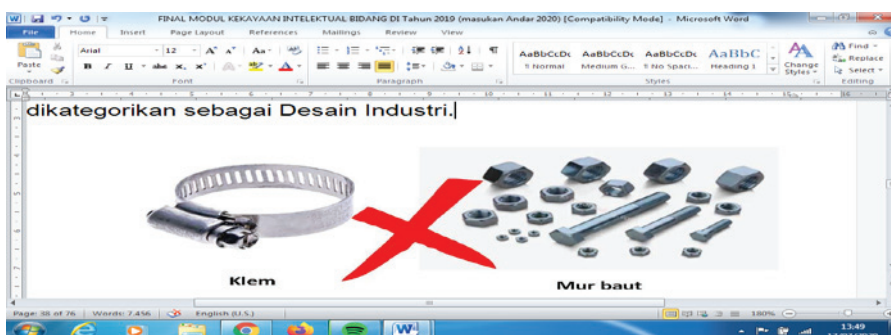 FINAL MODUL KEKAYAAN INTELEKTUAL BIDANG DI Tahun 2019 (masukan Andar 2020) [Compatibility Mode] - Microsoft Word
File Home Insert Page Layout References Mailings Review View
Arial 12 Find
AaBbCcDc AaBbCcDc AaBbCcDc AaBbC Replace
Paste ¶ Normal Medium G... ¶ No Spaci... Heading 1 Change Styles Select
Clipboard Font Paragraph Styles Editing
dikategorikan sebagai Desain Industri.
Klem Mur baut
Page: 38 of 76 Words: 7.456 English (U.S.) 180%
13:49